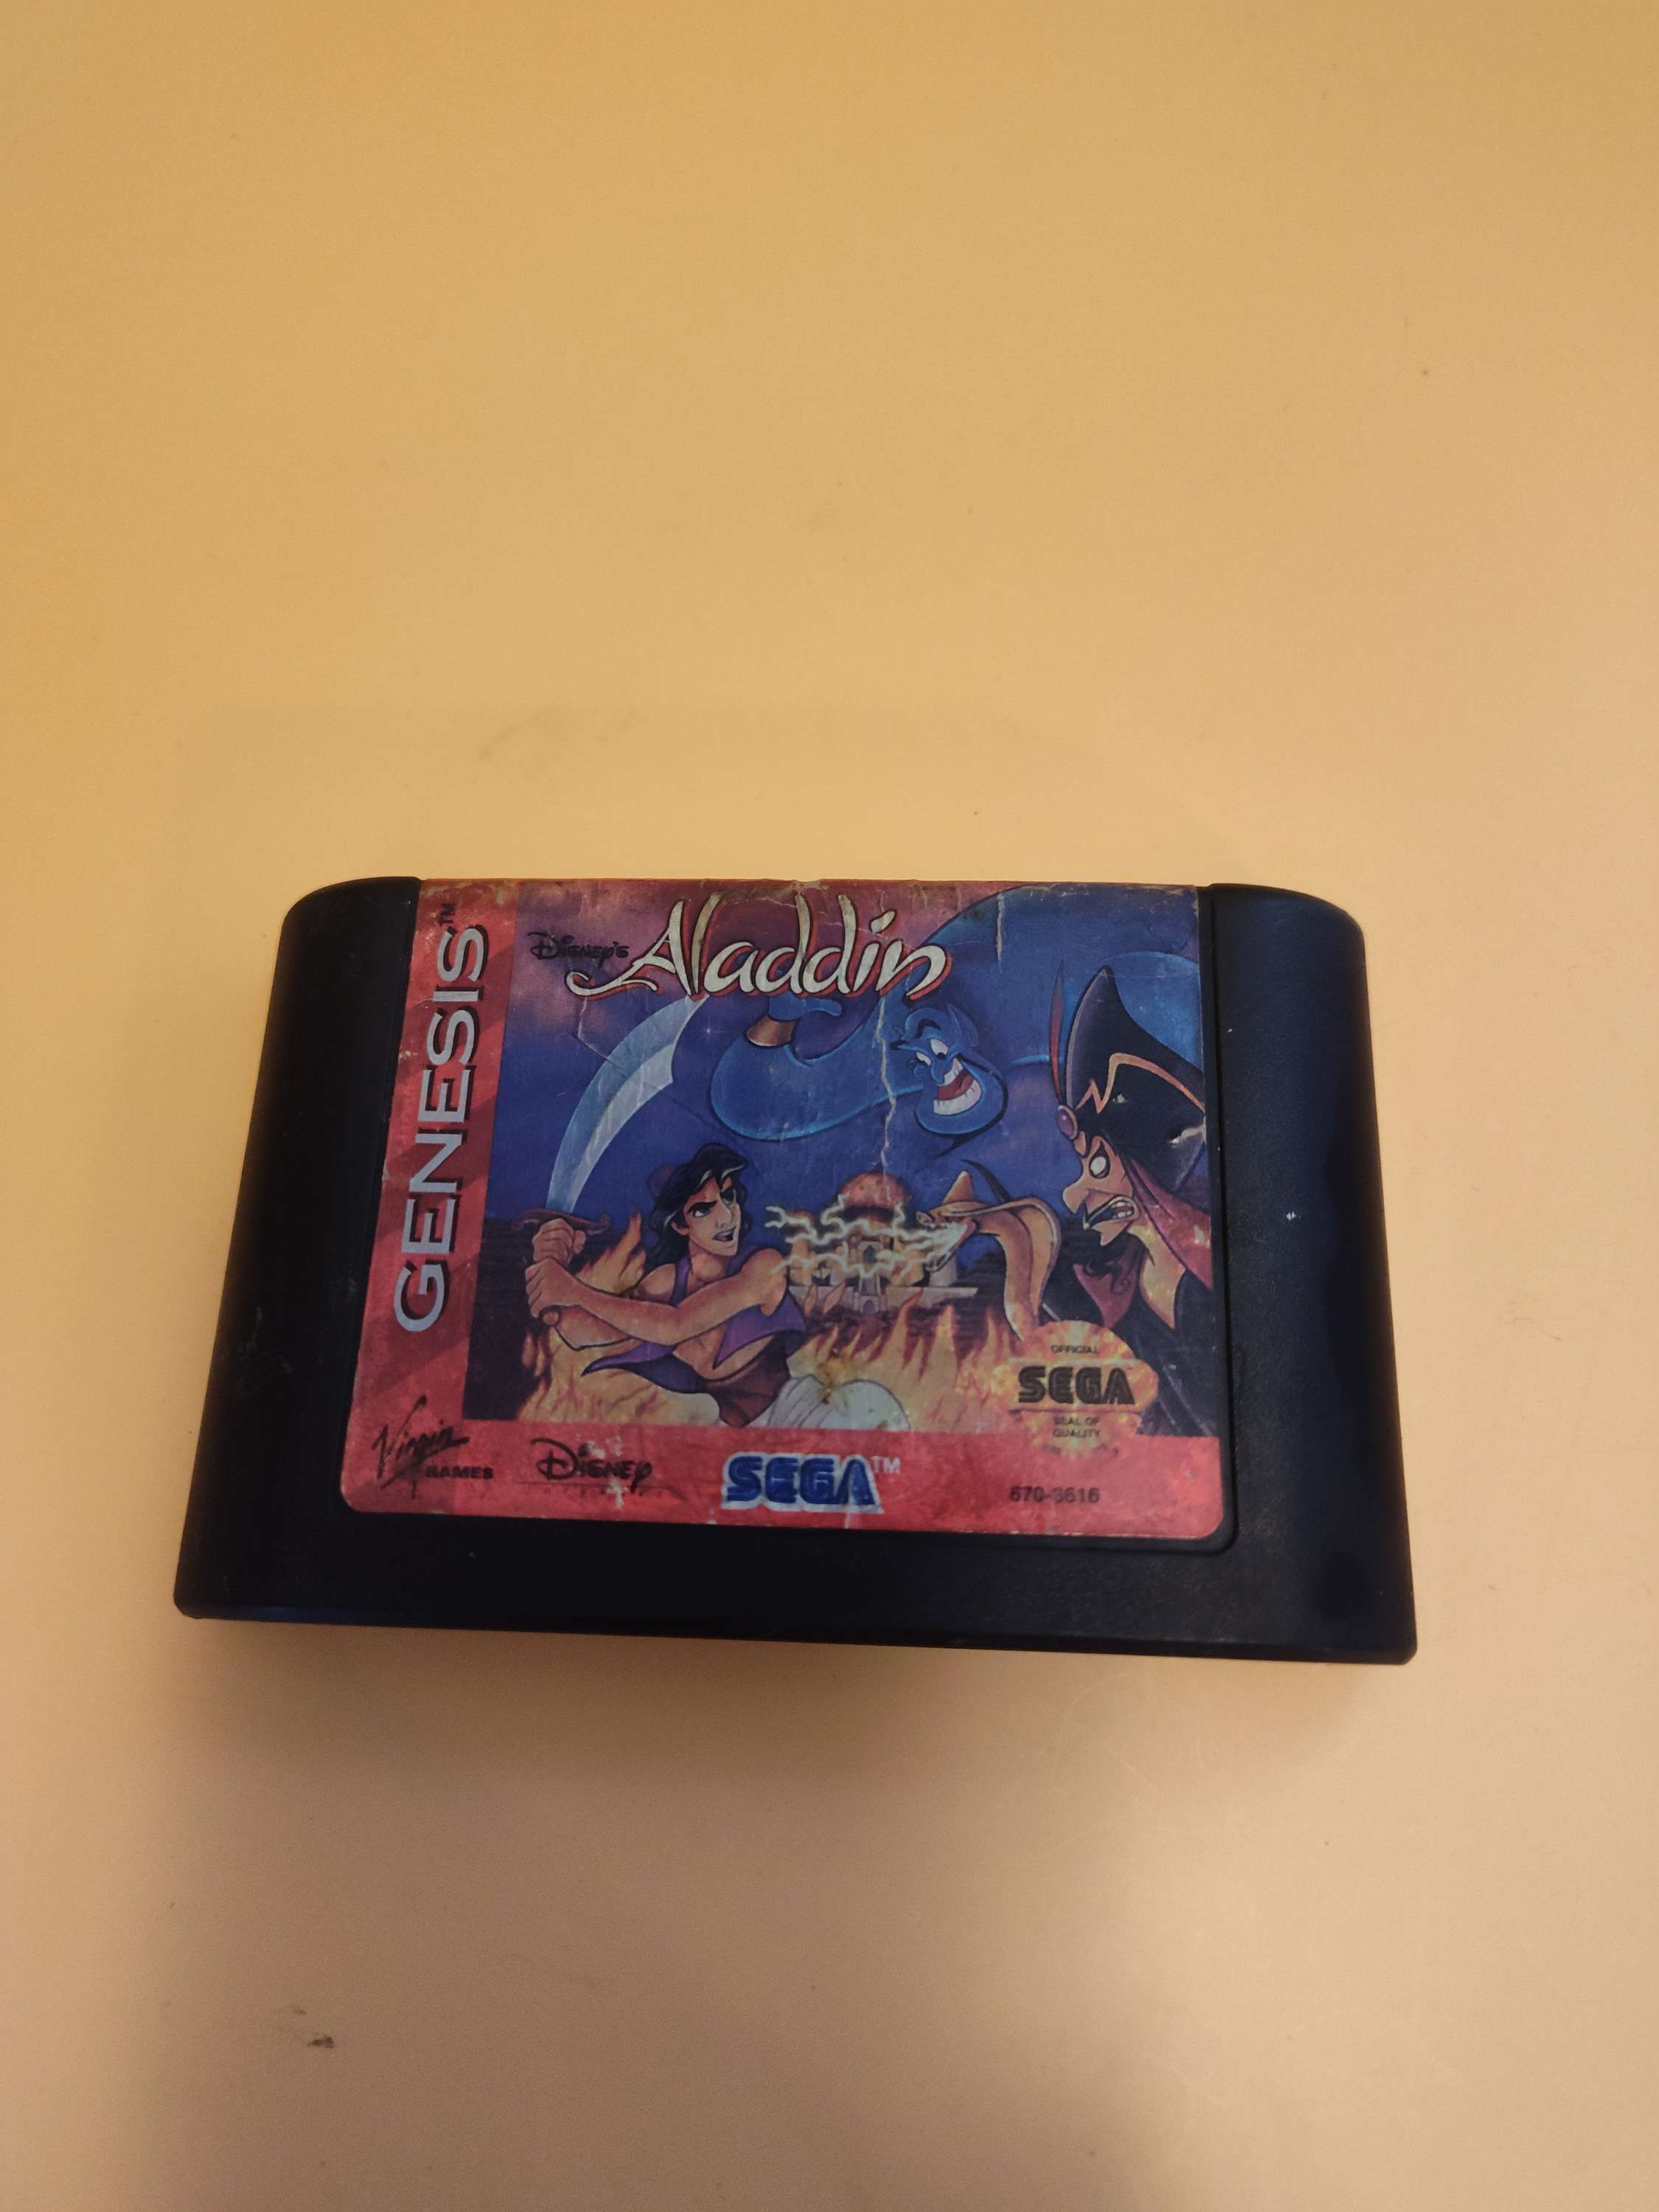 GENESIS™
DISNEY'S Aladdin
OFFICIAL
SEGA
SEAL OF
QUALITY
Virgin
GAMES
DISNEY
SEGA™
670-3616